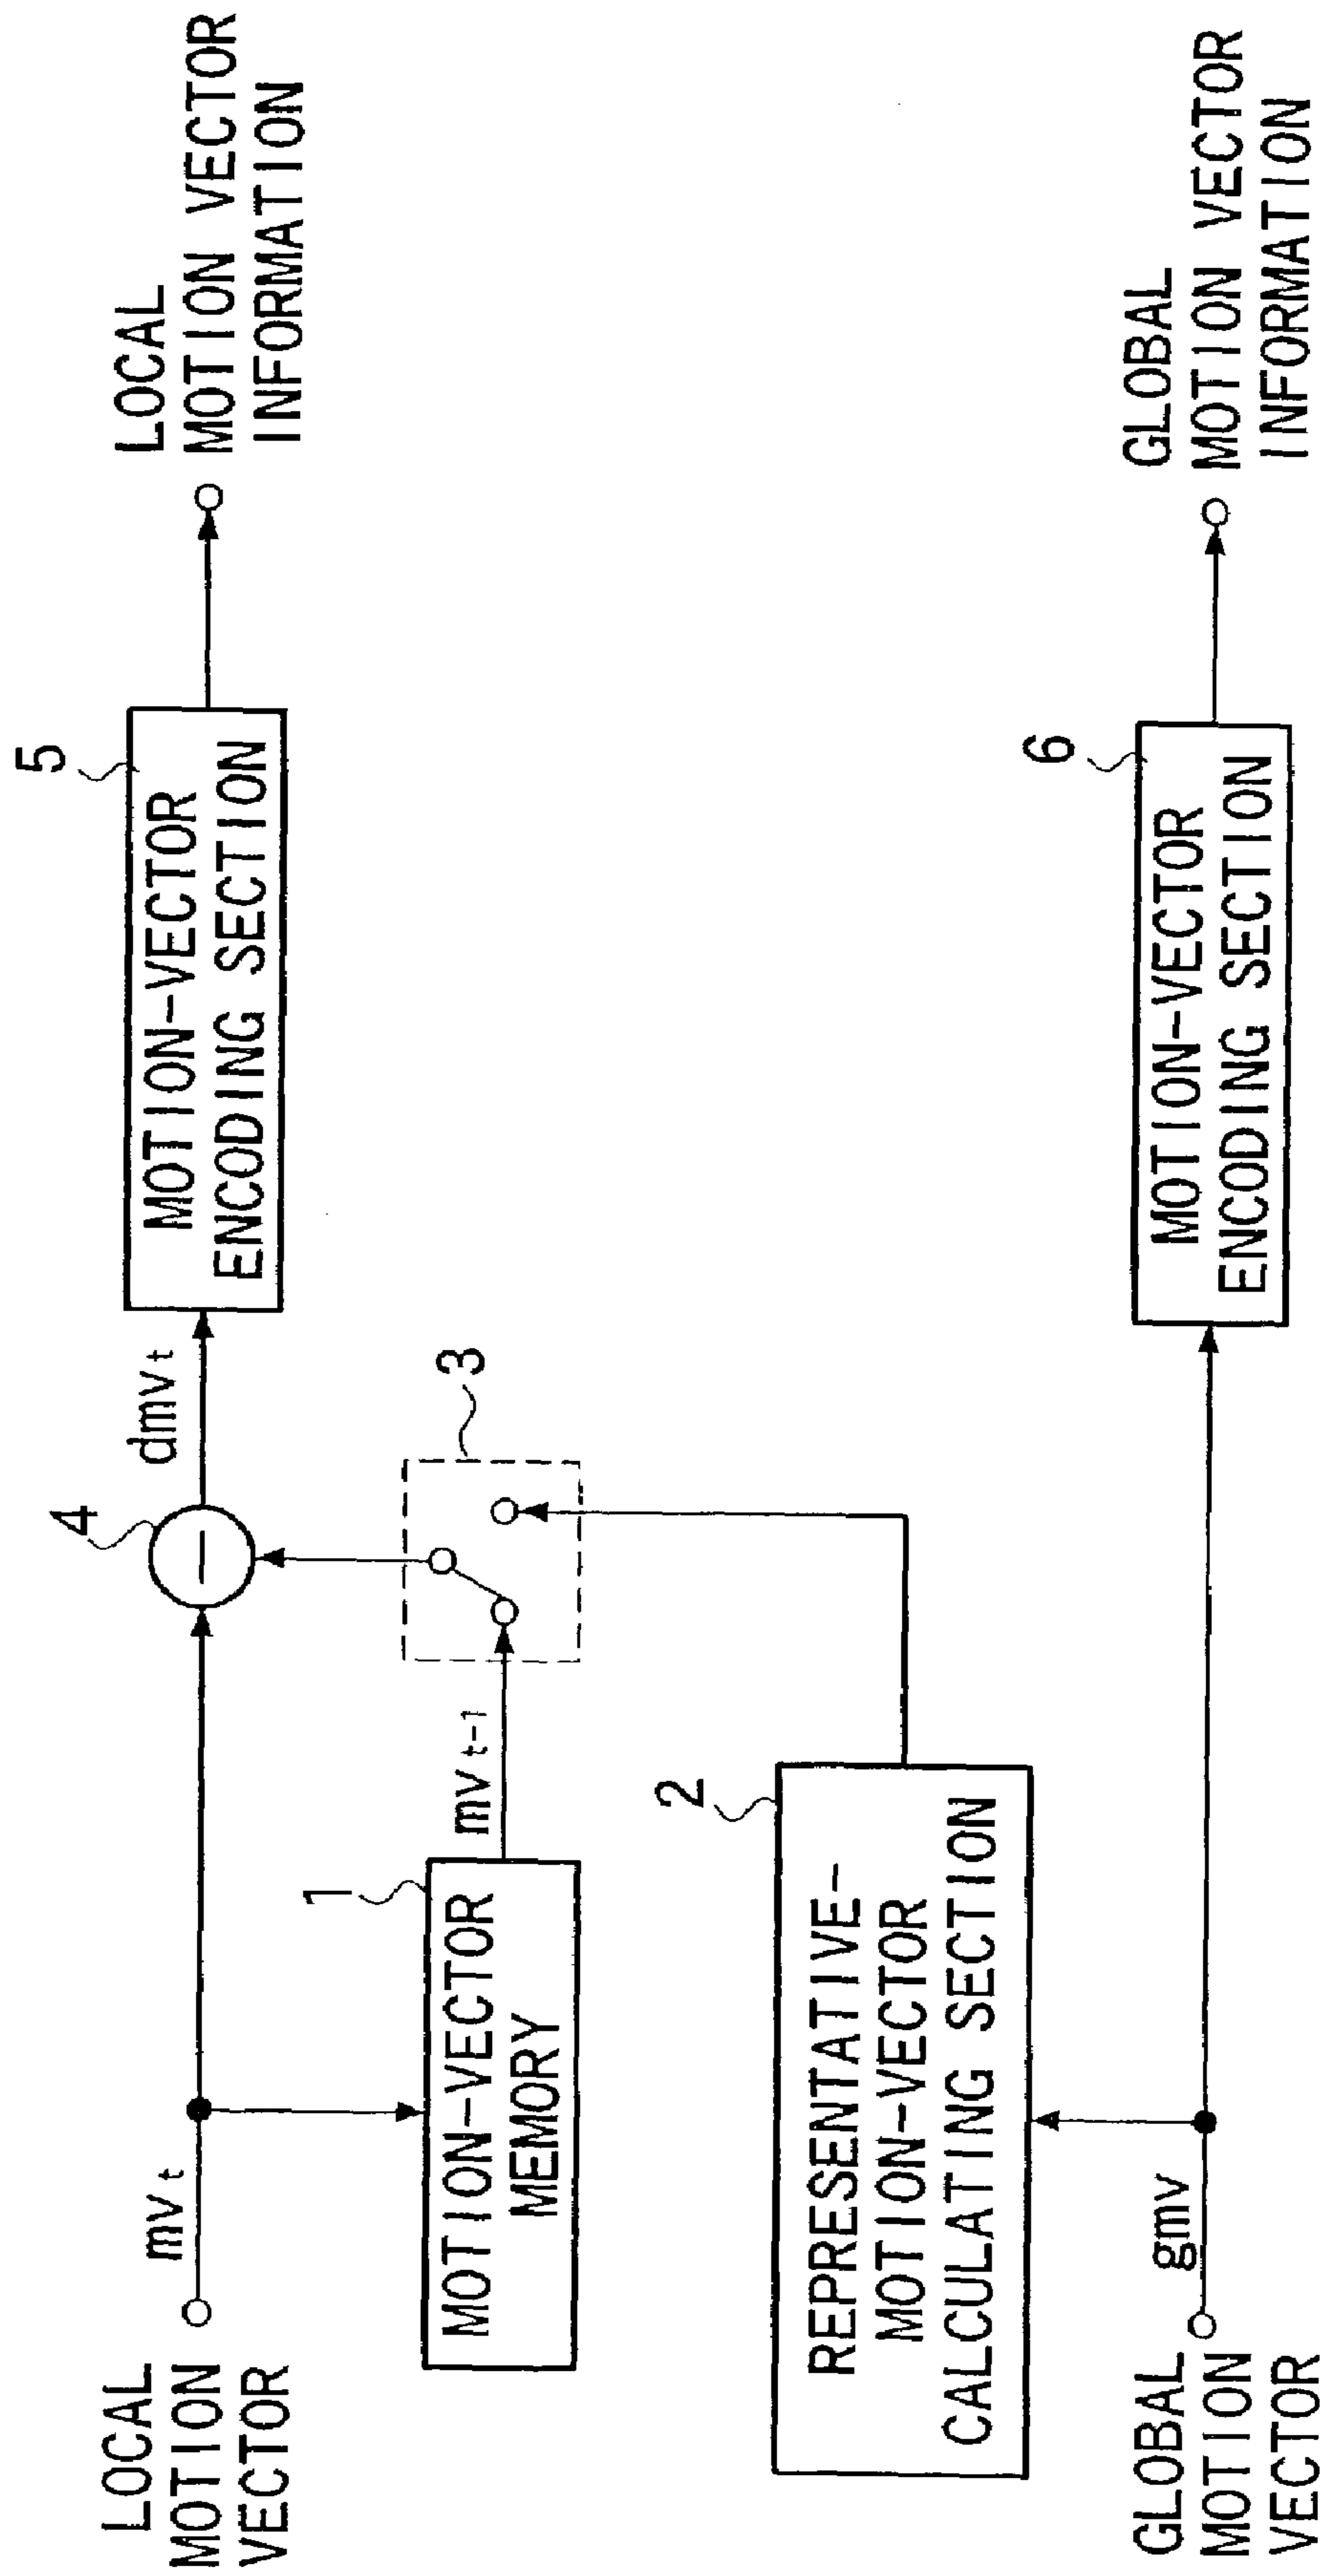 LOCAL
MOTION
VECTOR
mvt
4
dmvt
5
MOTION-VECTOR
ENCODING SECTION
LOCAL
MOTION VECTOR
INFORMATION
1
MOTION-VECTOR
MEMORY
mvt-1
3
2
REPRESENTATIVE-
MOTION-VECTOR
CALCULATING SECTION
GLOBAL
MOTION
VECTOR
gmv
6
MOTION-VECTOR
ENCODING SECTION
GLOBAL
MOTION VECTOR
INFORMATION